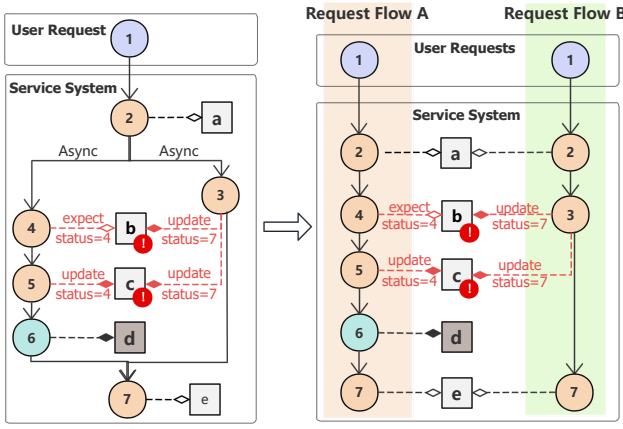 User Request
1
Service System
2
a
Async
Async
3
4
expect
status=4
b
!
update
status=7
5
update
status=4
c
!
update
status=7
6
d
7
e
Request Flow A
Request Flow B
1
User Requests
1
Service System
2
a
2
4
expect
status=4
b
!
update
status=7
3
5
update
status=4
c
!
update
status=7
6
d
7
e
7